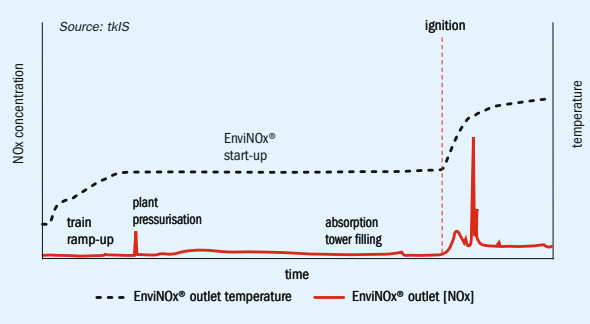 Source: tkIS
ignition
NOx concentration
temperature
EnviNOx®
start-up
plant
pressurisation
train
ramp-up
absorption
tower filling
time
EnviNOx® outlet temperature
EnviNOx® outlet [NOx]